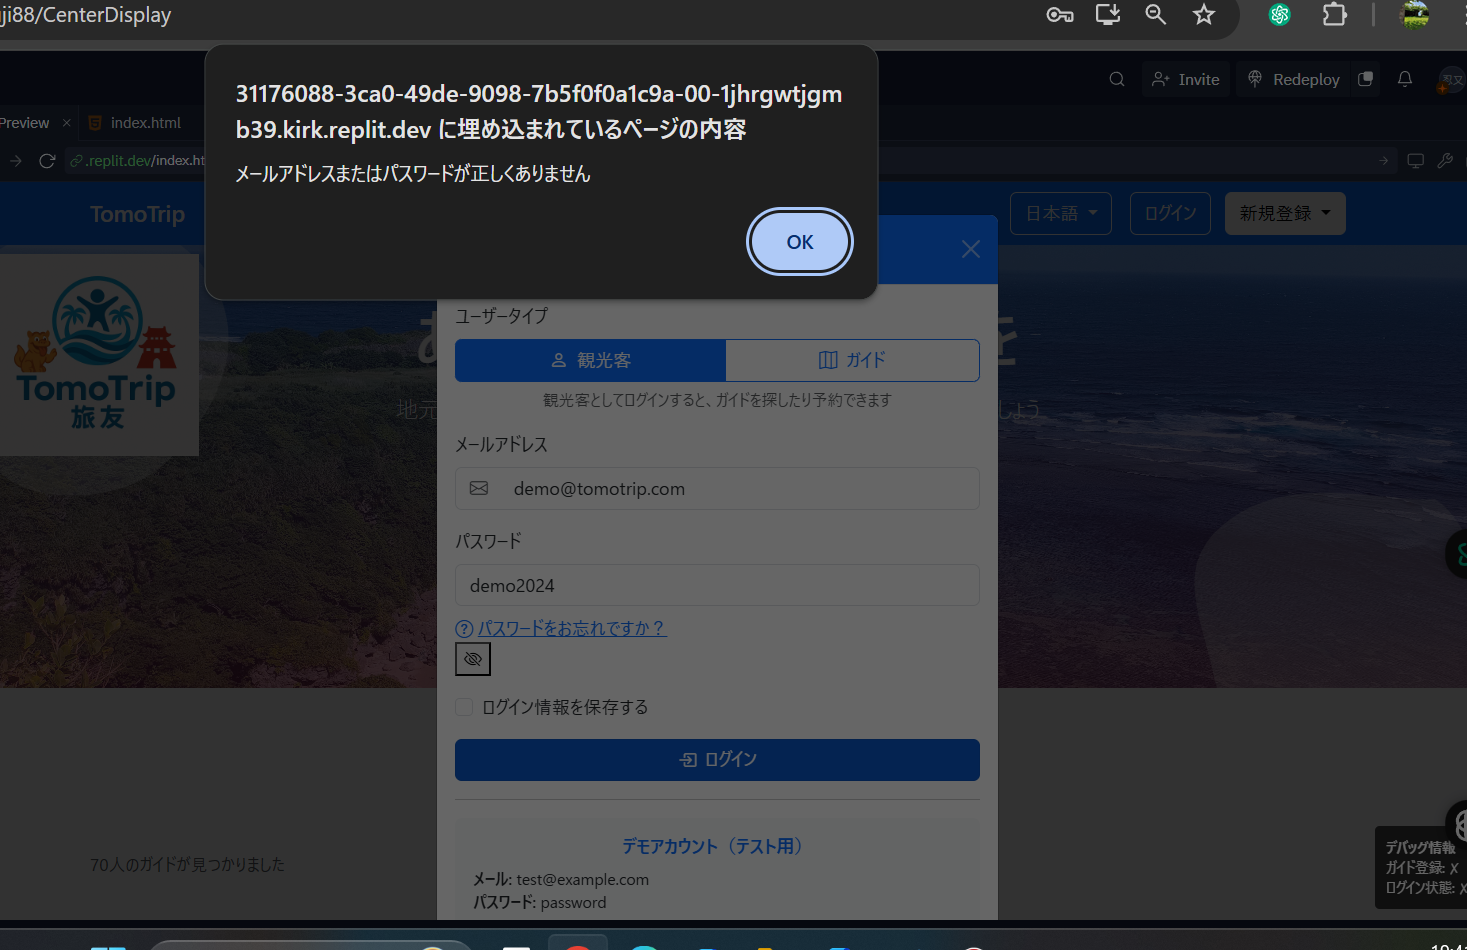 ji88/CenterDisplay
31176088-3ca0-49de-9098-7b5f0f0a1c9a-00-1jhrgwtjgm
b39.kirk.replit.dev に埋め込まれているページの内容
メールアドレスまたはパスワードが正しくありません
OK
Invite
Redeploy
Preview
index.html
.replit.dev/index.ht
TomoTrip
日本語
ログイン
新規登録
TomoTrip
旅友
を
地元
しょう
ユーザータイプ
観光客
ガイド
観光客としてログインすると、ガイドを探したり予約できます
メールアドレス
demo@tomotrip.com
パスワード
demo2024
パスワードをお忘れですか？
ログイン情報を保存する
ログイン
デモアカウント（テスト用）
メール: test@example.com
パスワード: password
70人のガイドが見つかりました
デバッグ情報
ガイド登録: ✗
ログイン状態: ✗